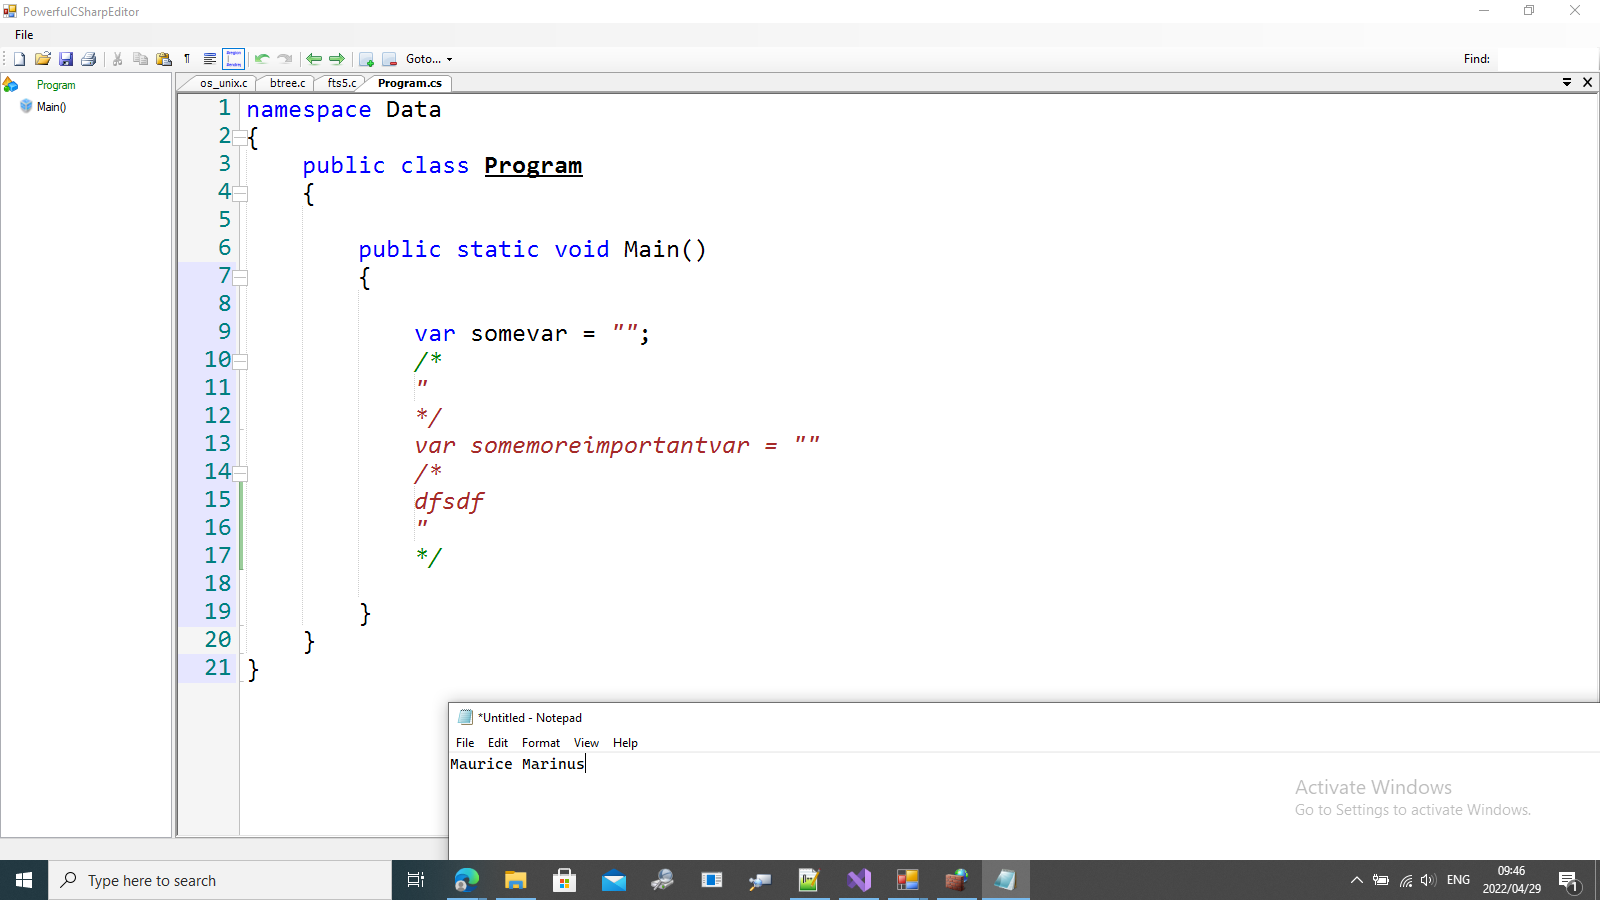 PowerfulCSharpEditor
File
Goto...
Find:
Program
Main()
os_unix.c
btree.c
fts5.c
Program.cs
1 namespace Data
2 {
3 public class Program
4 {
5
6 public static void Main()
7 {
8
9 var somevar = "";
10 /*
11 "
12 */
13 var somemoreimportantvar = ""
14 /*
15 dfsdf
16 "
17 */
18
19 }
20 }
21 }
*Untitled - Notepad
File Edit Format View Help
Maurice Marinus
Activate Windows
Go to Settings to activate Windows.
Type here to search
ENG
09:46
2022/04/29
1